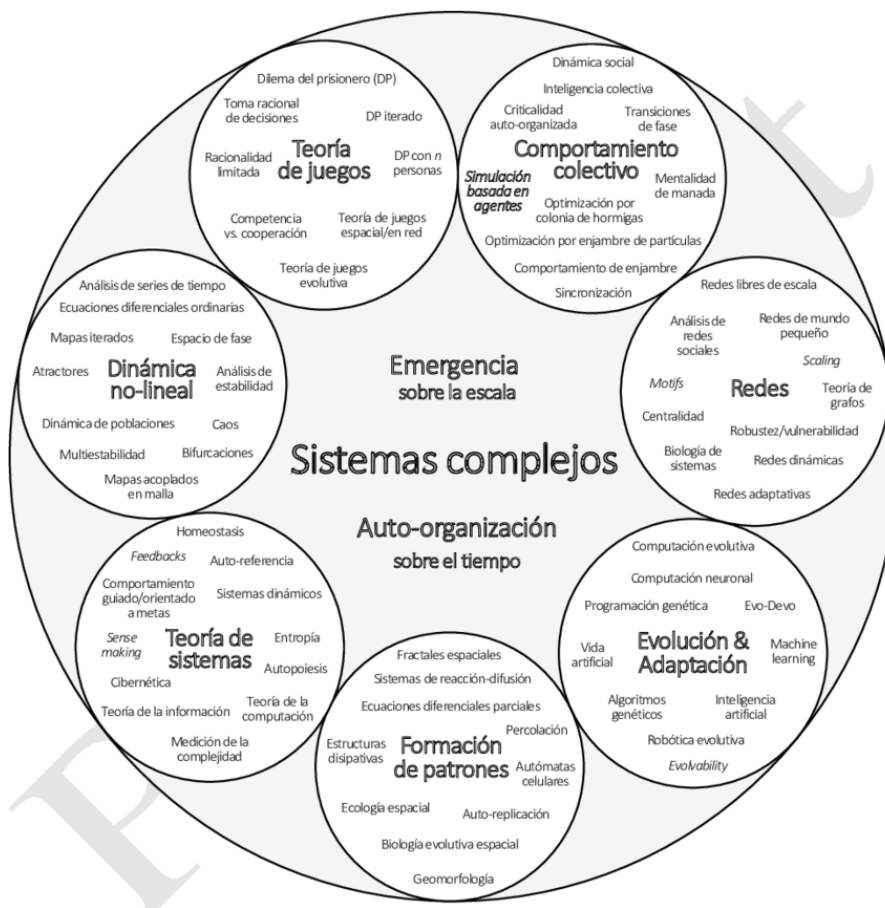 Dilema del prisionero (DP)
Toma racional
de decisiones
DP iterado
Teoría
de juegos
Racionalidad
limitada
DP con n
personas
Competencia
vs. cooperación
Teoría de juegos
espacial/en red
Teoría de juegos
evolutiva
Dinámica social
Inteligencia colectiva
Criticalidad
auto-organizada
Transiciones
de fase
Comportamiento
colectivo
Simulación
basada en
agentes
Mentalidad
de manada
Optimización por
colonia de hormigas
Optimización por enjambre de partículas
Comportamiento de enjambre
Sincronización
Análisis de series de tiempo
Ecuaciones diferenciales ordinarias
Mapas iterados
Espacio de fase
Atractores
Dinámica
no-lineal
Análisis de
estabilidad
Dinámica de poblaciones
Caos
Multiestabilidad
Bifurcaciones
Mapas acoplados
en malla
Emergencia
sobre la escala
Sistemas complejos
Auto-organización
sobre el tiempo
Redes libres de escala
Análisis de
redes
sociales
Redes de mundo
pequeño
Scaling
Motifs
Redes
Teoría de
grafos
Centralidad
Robustez/vulnerabilidad
Biología de
sistemas
Redes dinámicas
Redes adaptativas
Homeostasis
Feedbacks
Auto-referencia
Comportamiento
guiado/orientado
a metas
Sistemas dinámicos
Sense
making
Teoría de
sistemas
Entropía
Cibernética
Autopoiesis
Teoría de la información
Teoría de la
computación
Medición de la
complejidad
Fractales espaciales
Sistemas de reacción-difusión
Ecuaciones diferenciales parciales
Percolación
Estructuras
disipativas
Formación
de patrones
Autómatas
celulares
Ecología espacial
Auto-replicación
Biología evolutiva espacial
Geomorfología
Computación evolutiva
Computación neuronal
Programación genética
Evo-Devo
Vida
artificial
Evolución &
Adaptación
Machine
learning
Algoritmos
genéticos
Inteligencia
artificial
Robótica evolutiva
Evolvability